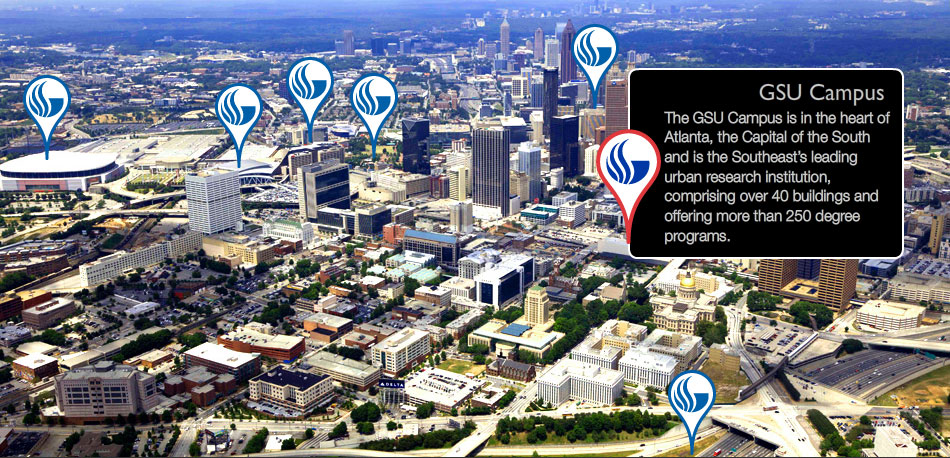 GSU Campus
The GSU Campus is in the heart of
Atlanta, the Capital of the South
and is the Southeast's leading
urban research institution,
comprising over 40 buildings and
offering more than 250 degree
programs.
DELTA